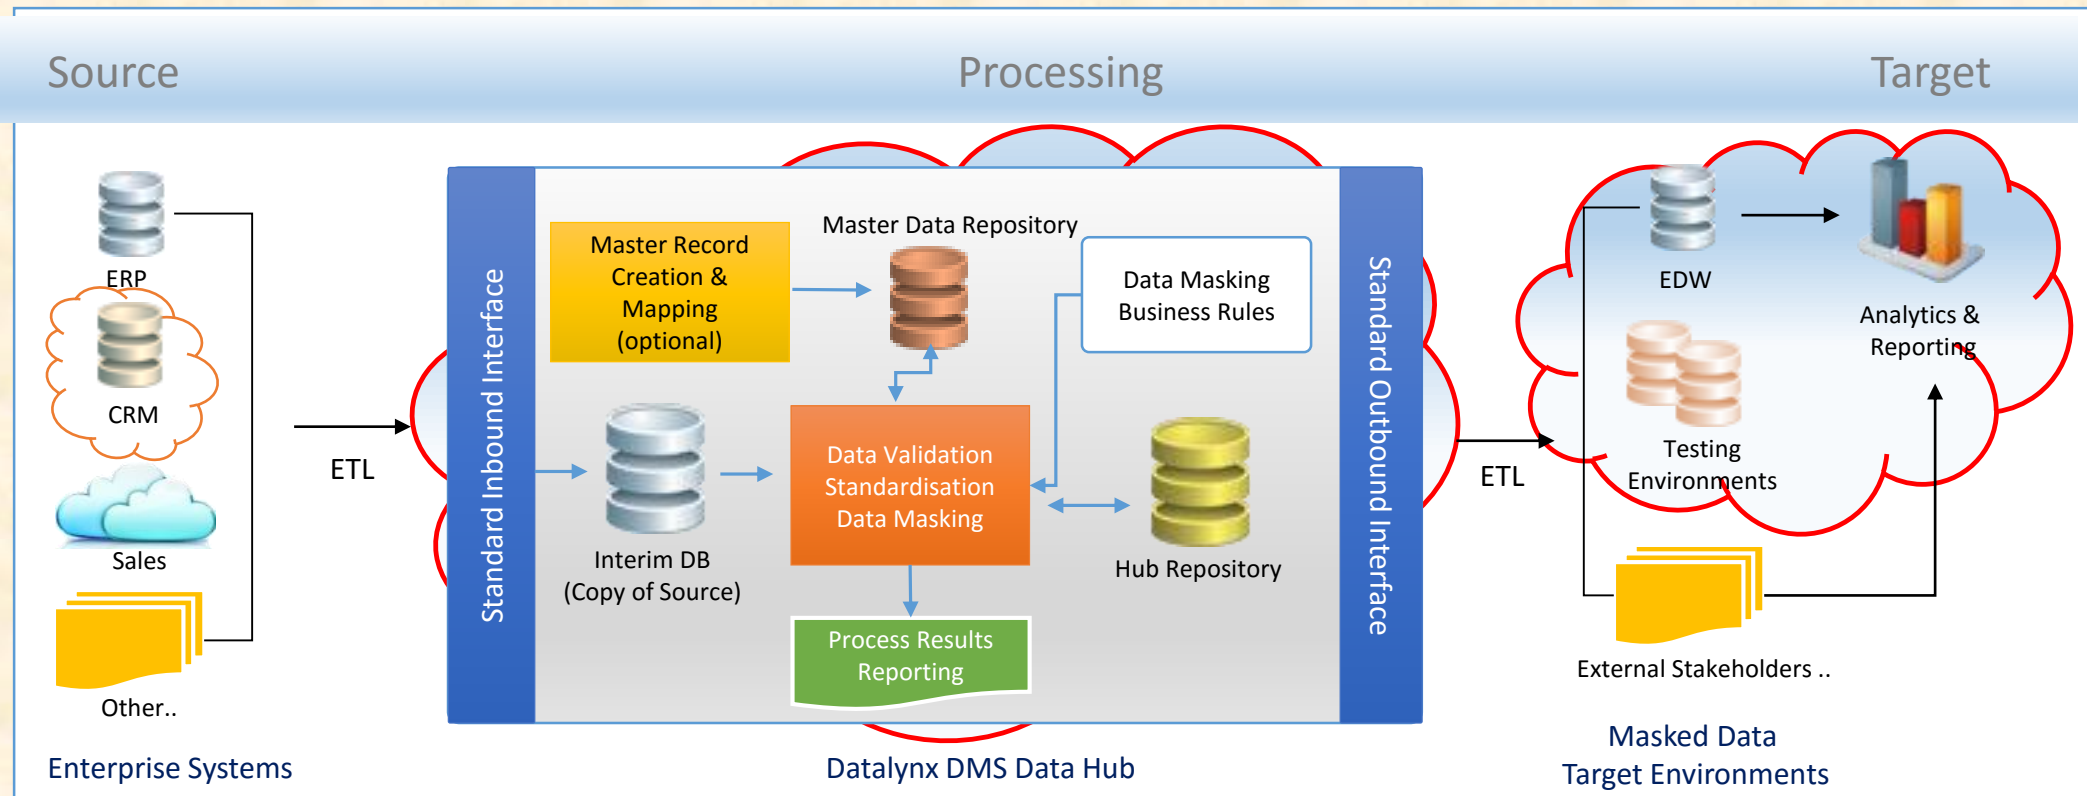 Source
Processing
Target
ERP
CRM
Sales
Other..
Enterprise Systems
ETL
Standard Inbound Interface
Master Record
Creation &
Mapping
(optional)
Master Data Repository
Data Masking
Business Rules
Interim DB
(Copy of Source)
Data Validation
Standardisation
Data Masking
Hub Repository
Process Results
Reporting
Standard Outbound Interface
Datalynx DMS Data Hub
ETL
EDW
Analytics &
Reporting
Testing
Environments
External Stakeholders ..
Masked Data
Target Environments